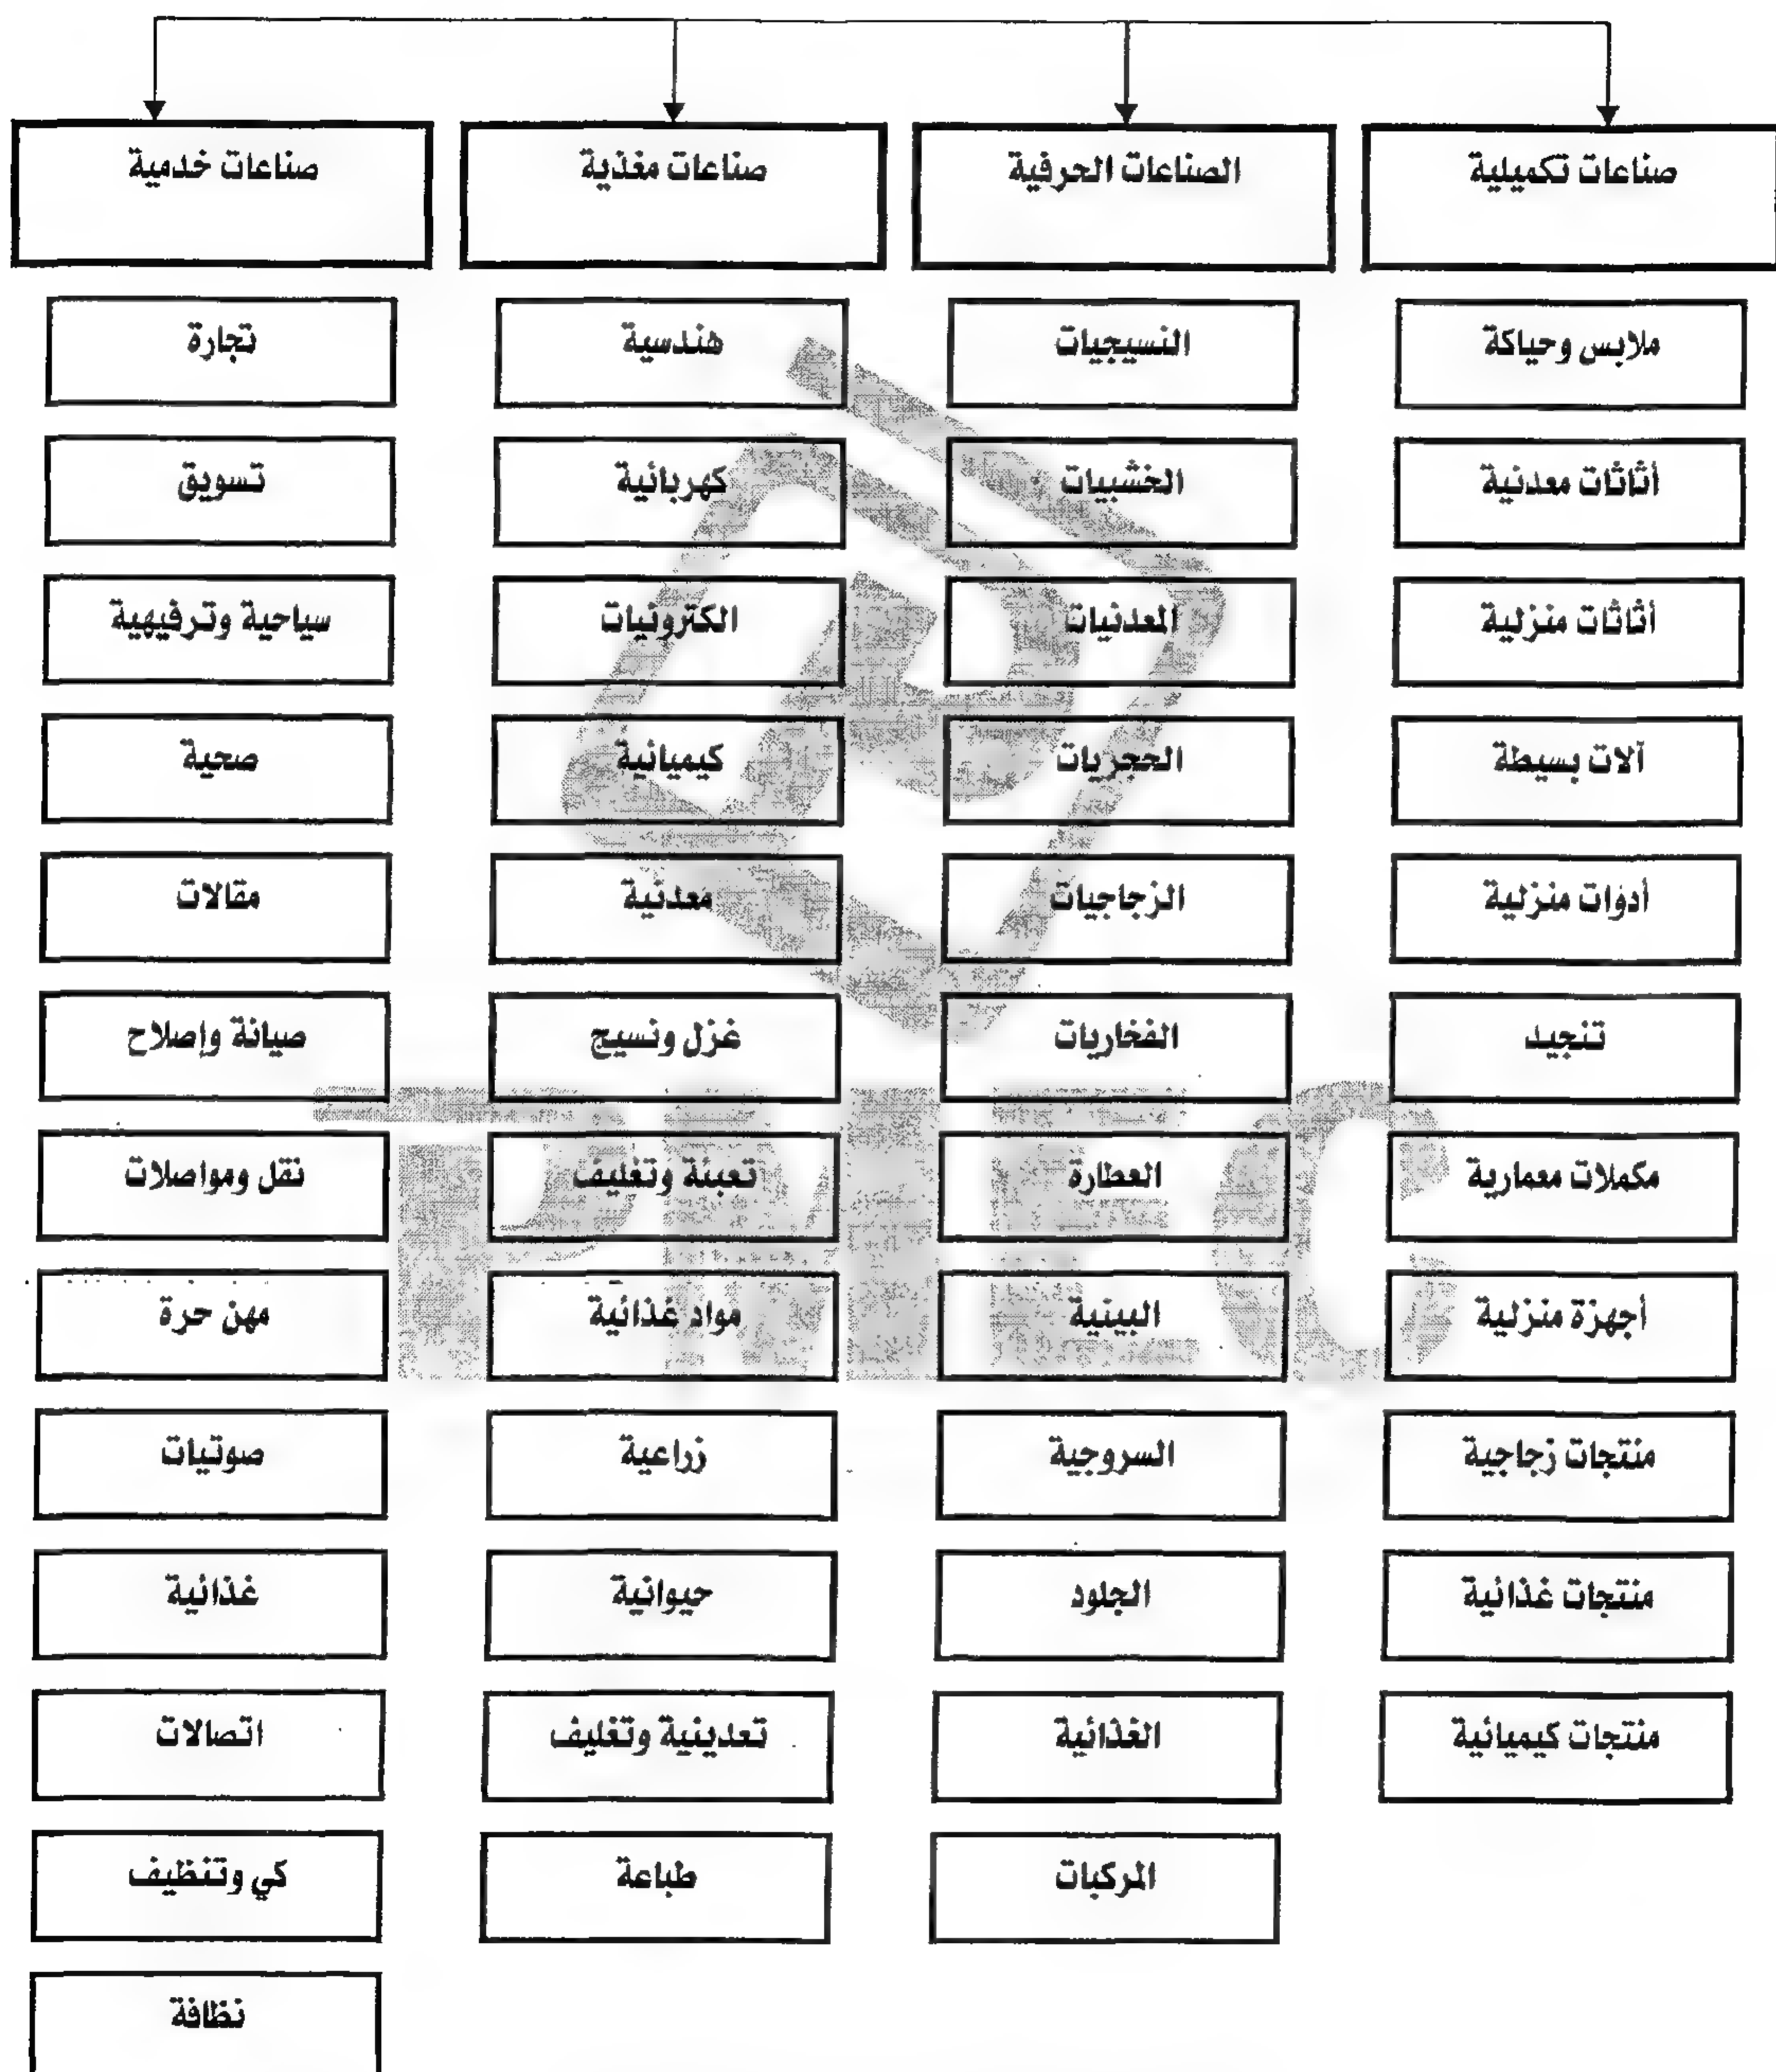 صناعات تكميلية
الصناعات الحرفية
صناعات مغذية
صناعات خدمية
ملابس وحياكة
النسيجيات
هندسية
تجارة
أثاثات معدنية
الخشبيات
كهربائية
تسويق
أثاثات منزلية
المعدنيات
الكترونيات
سياحية وترفيهية
آلات بسيطة
الحجريات
كيميائية
صحية
أدوات منزلية
الزجاجيات
معدنية
مقالات
تنجيد
الفخاريات
غزل ونسيج
صيانة وإصلاح
مكملات معمارية
العطارة
تعبئة وتغليف
نقل ومواصلات
أجهزة منزلية
البينية
مواد غذائية
مهن حرة
منتجات زجاجية
السروجية
زراعية
صوتيات
منتجات غذائية
الجلود
حيوانية
غذائية
منتجات كيميائية
الغذائية
تعدينية وتغليف
اتصالات
المركبات
طباعة
كي وتنظيف
نظافة